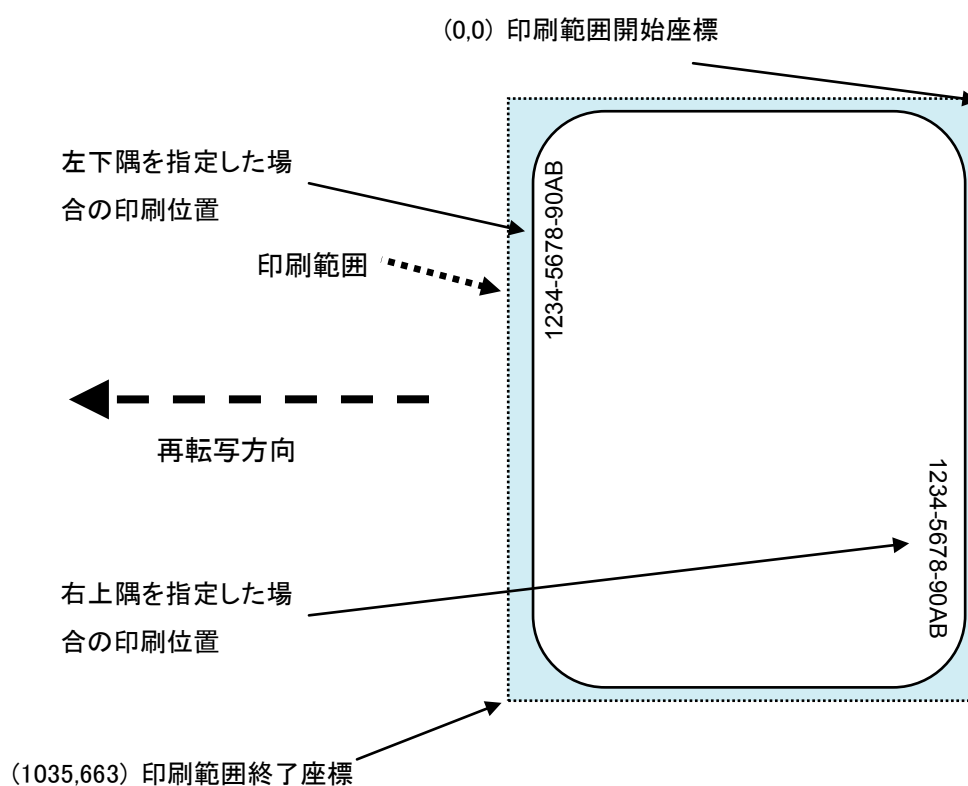 (0,0) 印刷範囲開始座標
左下隅を指定した場
合の印刷位置
1234-5678-90AB
印刷範囲
再転写方向
1234-5678-90AB
右上隅を指定した場
合の印刷位置
(1035,663) 印刷範囲終了座標